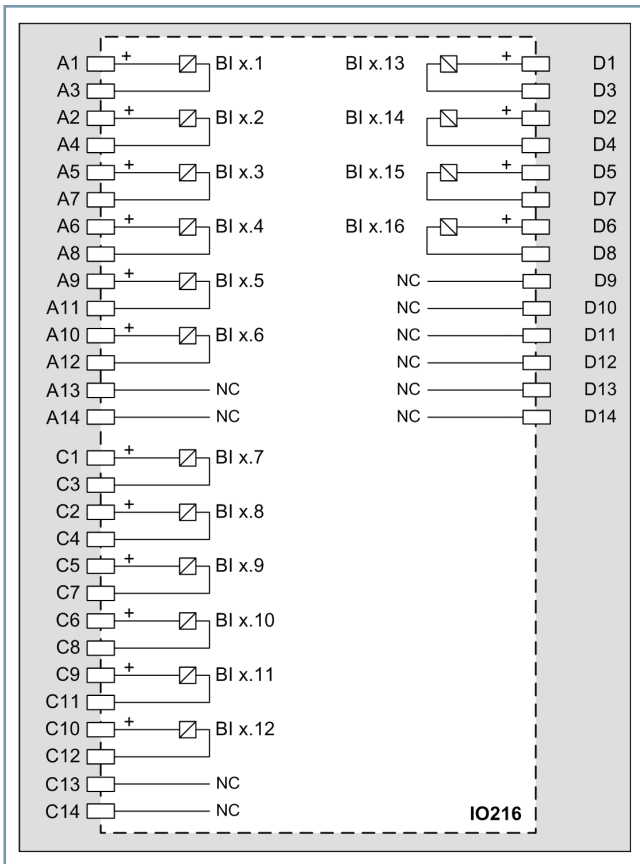 A1 + BI x.1 BI x.13 + D1
A3 D3
A2 + BI x.2 BI x.14 + D2
A4 D4
A5 + BI x.3 BI x.15 + D5
A7 D7
A6 + BI x.4 BI x.16 + D6
A8 D8
A9 + BI x.5 NC D9
A11 NC D10
A10 + BI x.6 NC D11
A12 NC D12
A13 NC NC D13
A14 NC NC D14
C1 + BI x.7
C3
C2 + BI x.8
C4
C5 + BI x.9
C7
C6 + BI x.10
C8
C9 + BI x.11
C11
C10 + BI x.12
C12
C13 NC
C14 NC IO216